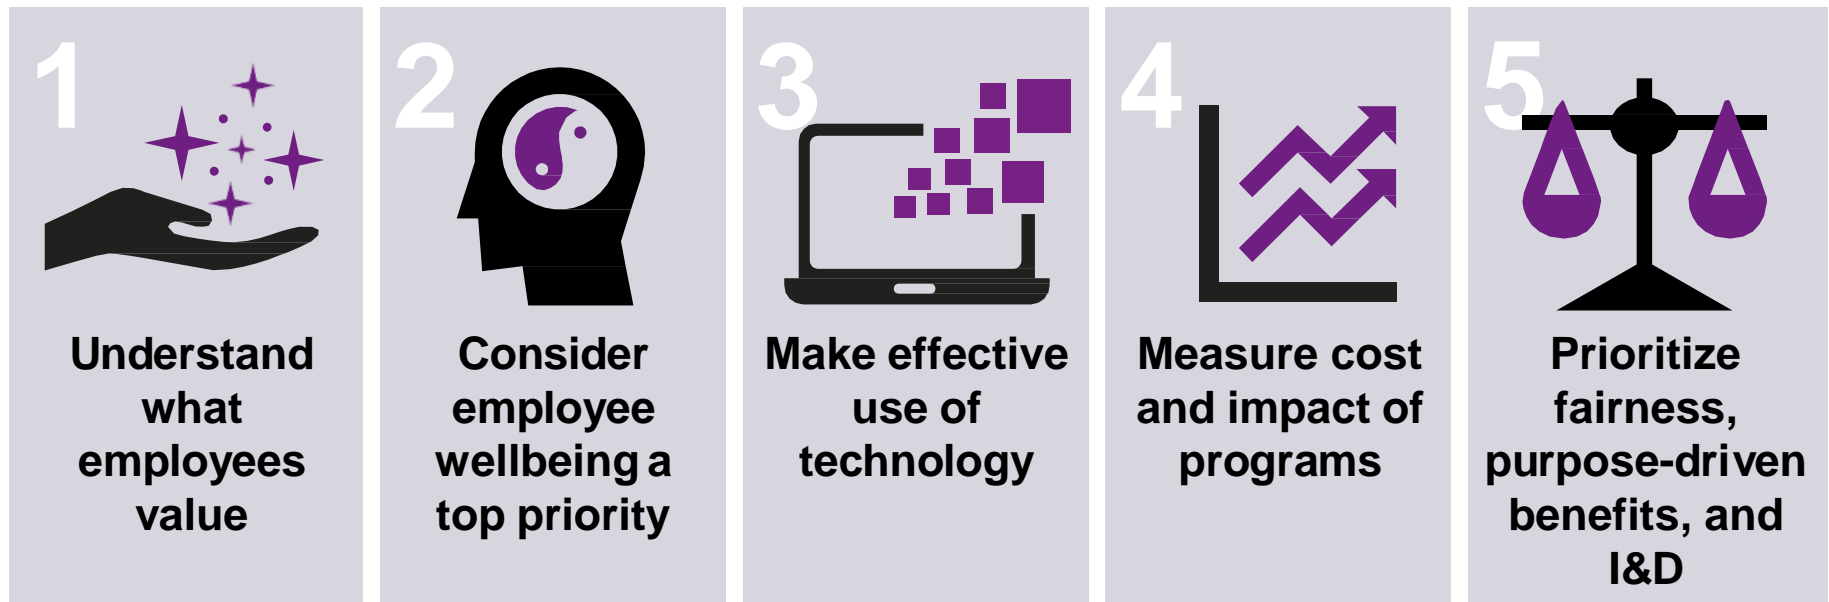 1
Understand
what
employees
value
2
Consider
employee
wellbeing a
top priority
3
Make effective
use of
technology
4
Measure cost
and impact of
programs
5
Prioritize
fairness,
purpose-driven
benefits, and
I&D